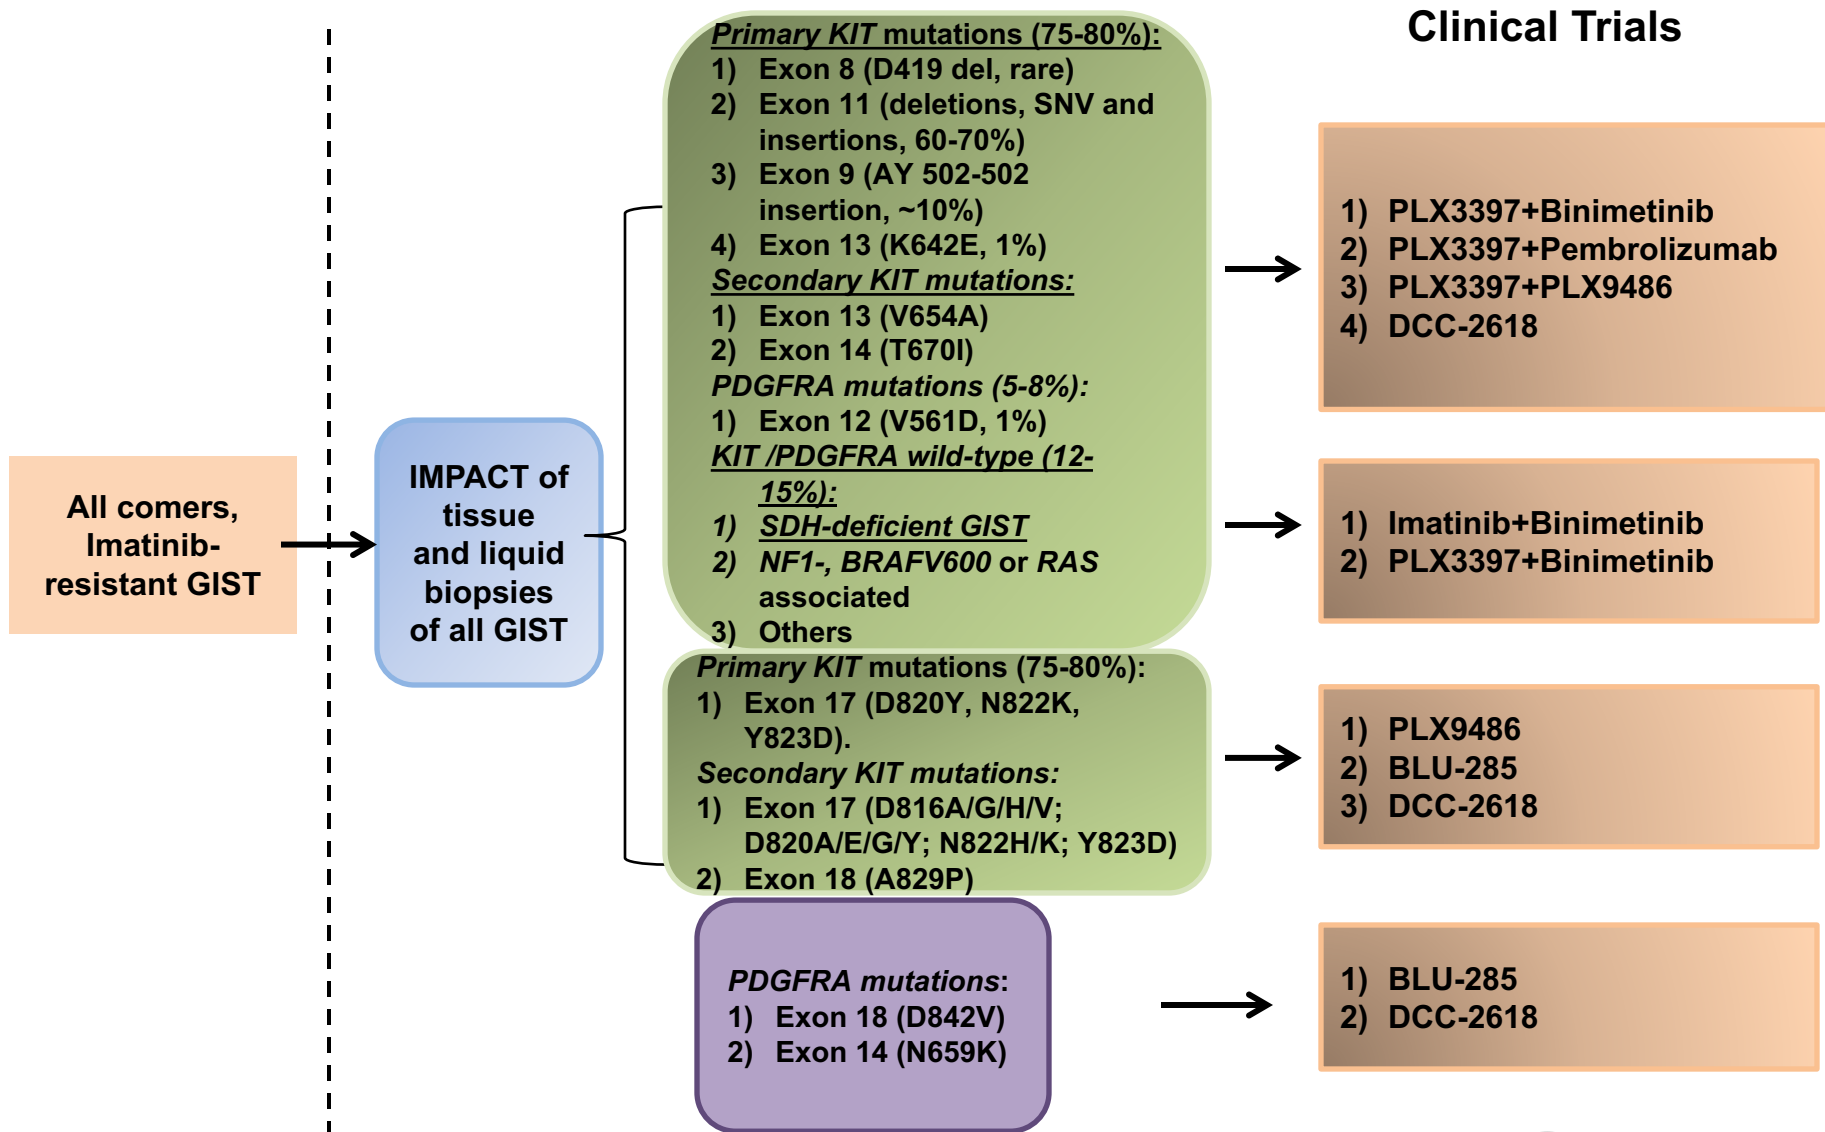 Clinical Trials
All comers,
Imatinib-
resistant GIST
IMPACT of
tissue
and liquid
biopsies
of all GIST
Primary KIT mutations (75-80%):
1) Exon 8 (D419 del, rare)
2) Exon 11 (deletions, SNV and
insertions, 60-70%)
3) Exon 9 (AY 502-502
insertion, ~10%)
4) Exon 13 (K642E, 1%)
Secondary KIT mutations:
1) Exon 13 (V654A)
2) Exon 14 (T670I)
PDGFRA mutations (5-8%):
1) Exon 12 (V561D, 1%)
KIT /PDGFRA wild-type (12-
15%):
1) SDH-deficient GIST
2) NF1-, BRAFV600 or RAS
associated
3) Others
Primary KIT mutations (75-80%):
1) Exon 17 (D820Y, N822K,
Y823D).
Secondary KIT mutations:
1) Exon 17 (D816A/G/H/V;
D820A/E/G/Y; N822H/K; Y823D)
2) Exon 18 (A829P)
PDGFRA mutations:
1) Exon 18 (D842V)
2) Exon 14 (N659K)
1) PLX3397+Binimetinib
2) PLX3397+Pembrolizumab
3) PLX3397+PLX9486
4) DCC-2618
1) Imatinib+Binimetinib
2) PLX3397+Binimetinib
1) PLX9486
2) BLU-285
3) DCC-2618
1) BLU-285
2) DCC-2618